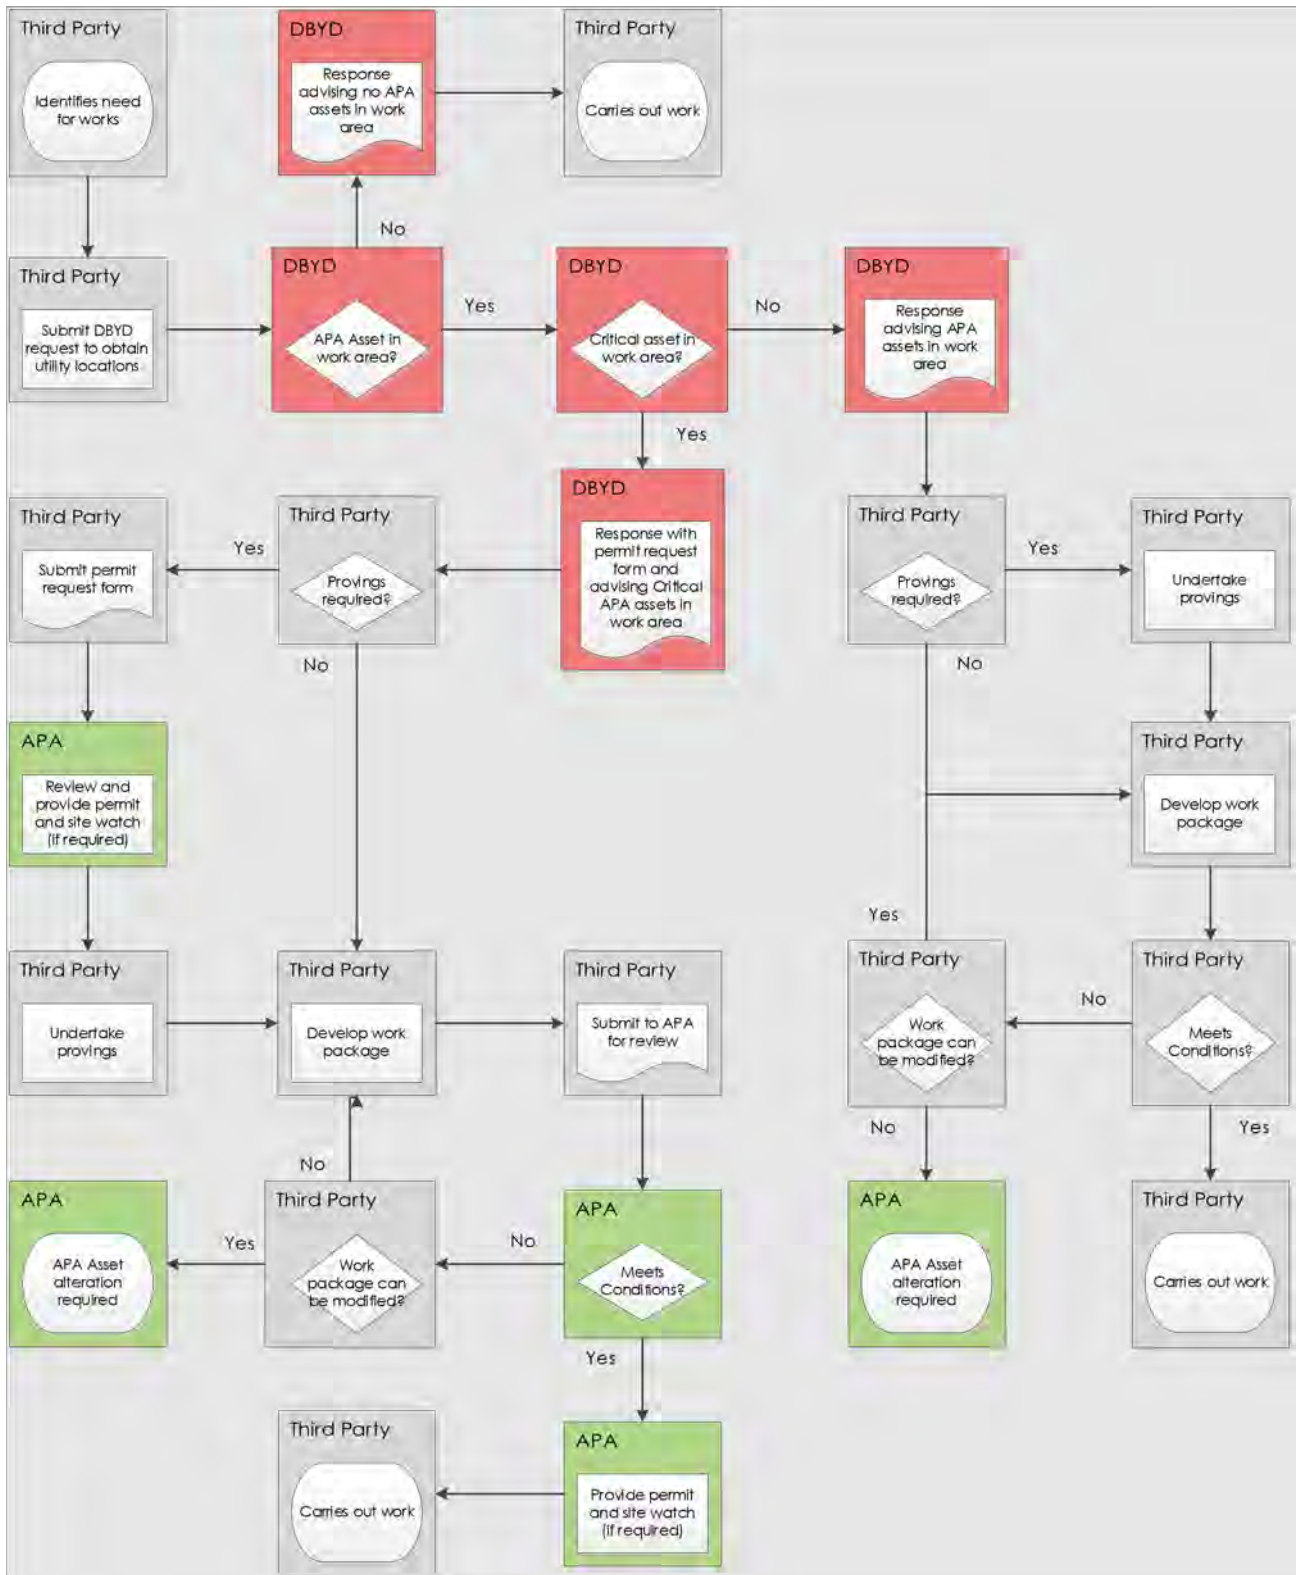 Third Party
Identifies need
for works
DBYD
Response
advising no APA
assets in work
area
Third Party
Carries out work
No
Third Party
Submit DBYD
request to obtain
utility locations
DBYD
APA Asset in
work area?
Yes
DBYD
Critical asset in
work area?
No
DBYD
Response
advising APA
assets in work
area
Yes
Third Party
Submit permit
request form
Yes
Third Party
Provings
required?
DBYD
Response with
permit request
form and
advising Critical
APA assets in
work area
Third Party
Provings
required?
Yes
Third Party
Undertake
provings
No
No
APA
Review and
provide permit
and site watch
(if required)
Third Party
Develop work
package
Yes
Third Party
Undertake
provings
Third Party
Develop work
package
Third Party
Submit to APA
for review
Third Party
Work
package can
be modified?
No
Third Party
Meets
Conditions?
No
No
Yes
APA
APA Asset
alteration
required
Yes
Third Party
Work
package can
be modified?
No
APA
Meets
Conditions?
APA
APA Asset
alteration
required
Third Party
Carries out work
Yes
Third Party
Carries out work
APA
Provide permit
and site watch
(if required)